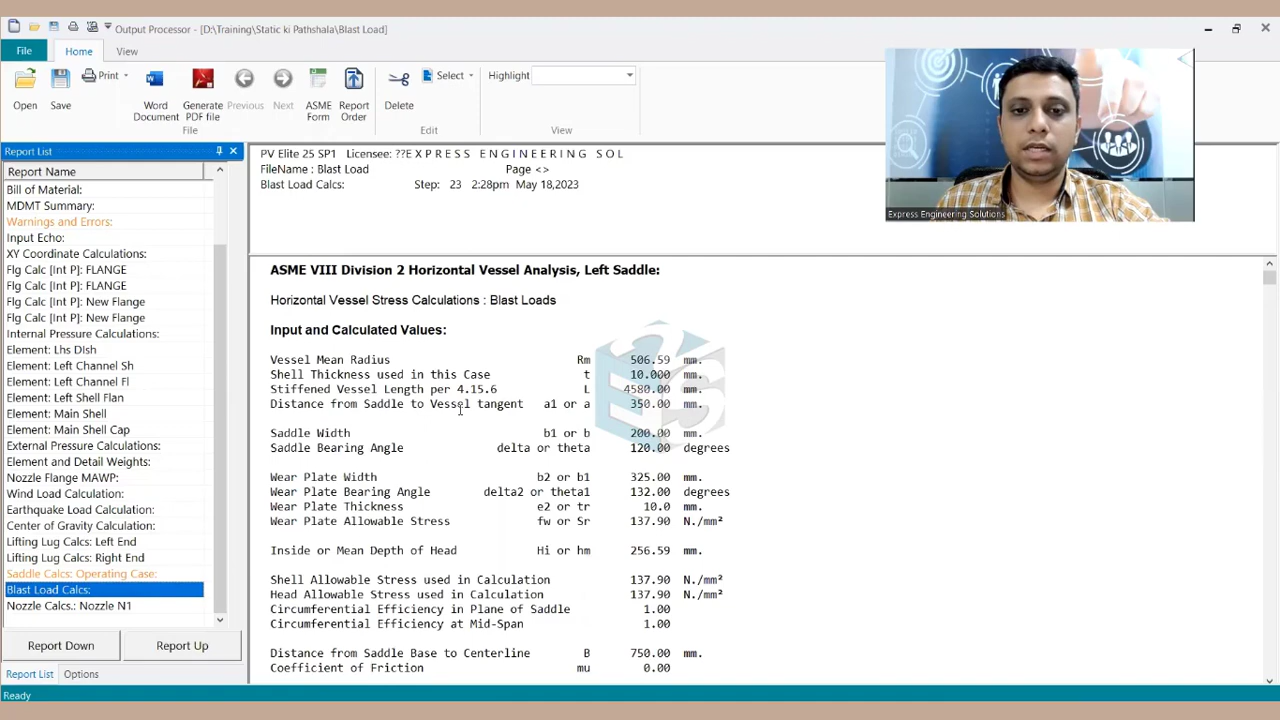 Output Processor - [D:\Training\Static ki Pathshala\Blast Load]
File
Home
View
Open
Save
Print
Word Document
Generate PDF file
Previous
Next
ASME Form
Report Order
Delete
Select
Highlight
File
Edit
View
Report List
Report Name
Bill of Material:
MDMT Summary:
Warnings and Errors:
Input Echo:
XY Coordinate Calculations:
Flg Calc [Int P]: FLANGE
Flg Calc [Int P]: FLANGE
Flg Calc [Int P]: New Flange
Flg Calc [Int P]: New Flange
Internal Pressure Calculations:
Element: Lhs DIsh
Element: Left Channel Sh
Element: Left Channel Fl
Element: Left Shell Flan
Element: Main Shell
Element: Main Shell Cap
External Pressure Calculations:
Element and Detail Weights:
Nozzle Flange MAWP:
Wind Load Calculation:
Earthquake Load Calculation:
Center of Gravity Calculation:
Lifting Lug Calcs: Left End
Lifting Lug Calcs: Right End
Saddle Calcs: Operating Case:
Blast Load Calcs:
Nozzle Calcs.: Nozzle N1
Report Down
Report Up
Report List
Options
Ready
PV Elite 25 SP1 Licensee: ??E X P R E S S E N G I N E E R I N G S O L
FileName : Blast Load Page <>
Blast Load Calcs: Step: 23 2:28pm May 18,2023
Express Engineering Solutions
ASME VIII Division 2 Horizontal Vessel Analysis, Left Saddle:
Horizontal Vessel Stress Calculations : Blast Loads
Input and Calculated Values:
Vessel Mean Radius Rm 506.59 mm.
Shell Thickness used in this Case t 10.000 mm.
Stiffened Vessel Length per 4.15.6 L 4580.00 mm.
Distance from Saddle to Vessel tangent a1 or a 350.00 mm.
Saddle Width b1 or b 200.00 mm.
Saddle Bearing Angle delta or theta 120.00 degrees
Wear Plate Width b2 or b1 325.00 mm.
Wear Plate Bearing Angle delta2 or theta1 132.00 degrees
Wear Plate Thickness e2 or tr 10.0 mm.
Wear Plate Allowable Stress fw or Sr 137.90 N./mm²
Inside or Mean Depth of Head Hi or hm 256.59 mm.
Shell Allowable Stress used in Calculation 137.90 N./mm²
Head Allowable Stress used in Calculation 137.90 N./mm²
Circumferential Efficiency in Plane of Saddle 1.00
Circumferential Efficiency at Mid-Span 1.00
Distance from Saddle Base to Centerline B 750.00 mm.
Coefficient of Friction mu 0.00